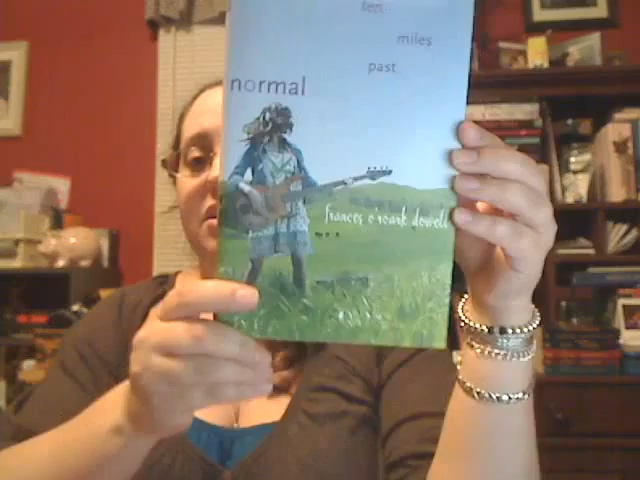 ten
miles
past
normal
frances o'roark dowell